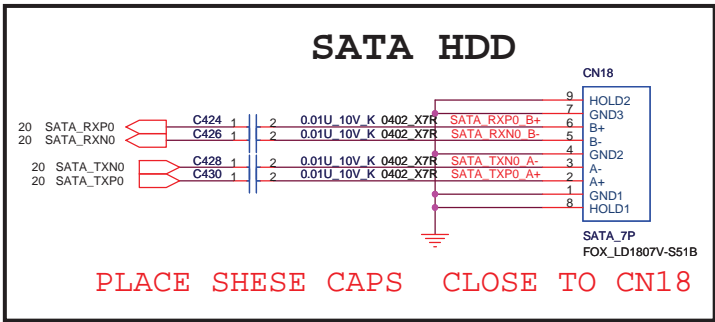 SATA HDD
CN18
9 HOLD2
7 GND3
20 SATA_RXP0 C424 1 2 0.01U_10V_K 0402_X7R SATA_RXP0_B+ 6 B+
20 SATA_RXN0 C426 1 2 0.01U_10V_K 0402_X7R SATA_RXN0_B- 5 B-
4 GND2
20 SATA_TXN0 C428 1 2 0.01U_10V_K 0402_X7R SATA_TXN0_A- 3 A-
20 SATA_TXP0 C430 1 2 0.01U_10V_K 0402_X7R SATA_TXP0_A+ 2 A+
1 GND1
8 HOLD1
SATA_7P
FOX_LD1807V-S51B
PLACE SHESE CAPS CLOSE TO CN18